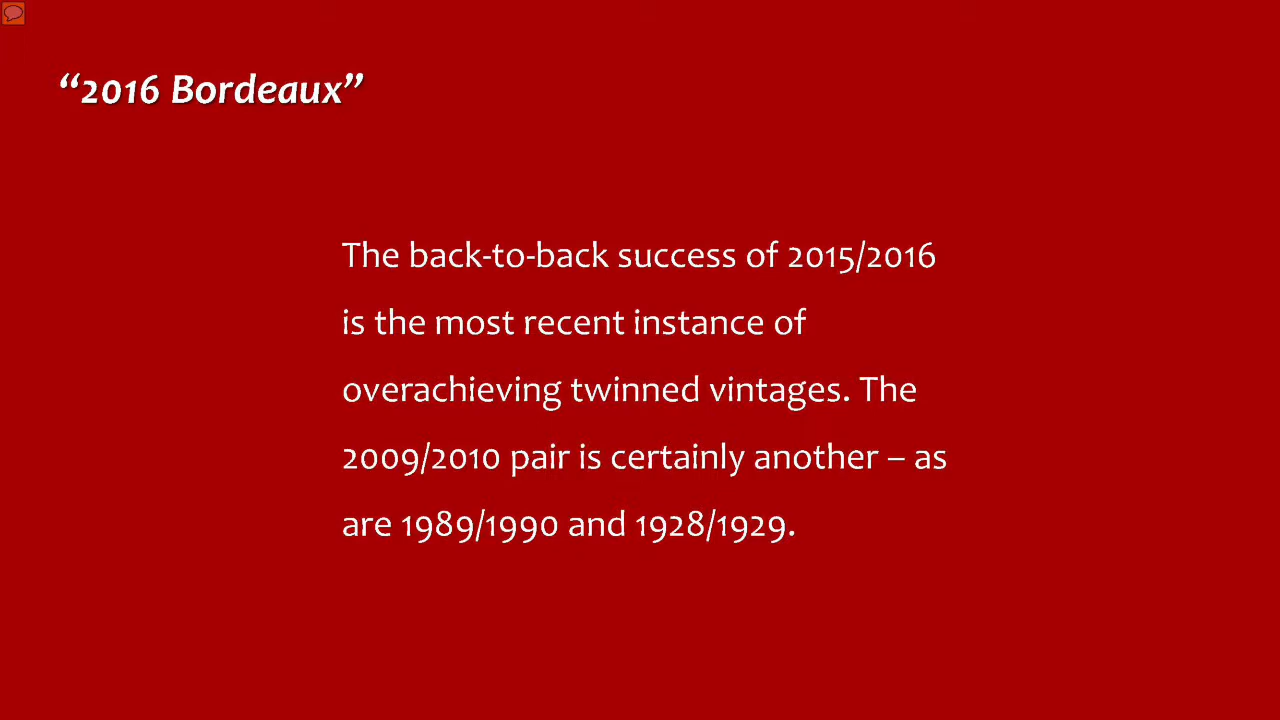 “2016 Bordeaux”
The back-to-back success of 2015/2016
is the most recent instance of
overachieving twinned vintages. The
2009/2010 pair is certainly another – as
are 1989/1990 and 1928/1929.